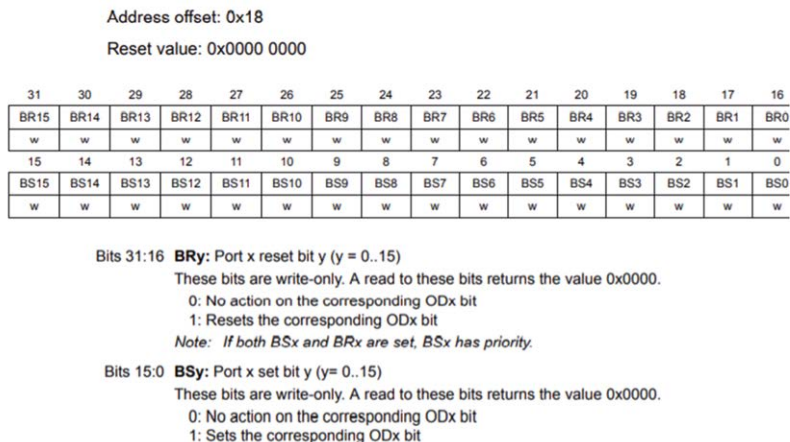 Address offset: 0x18
Reset value: 0x0000 0000
31 30 29 28 27 26 25 24 23 22 21 20 19 18 17 16
BR15 BR14 BR13 BR12 BR11 BR10 BR9 BR8 BR7 BR6 BR5 BR4 BR3 BR2 BR1 BR0
w w w w w w w w w w w w w w w w
15 14 13 12 11 10 9 8 7 6 5 4 3 2 1 0
BS15 BS14 BS13 BS12 BS11 BS10 BS9 BS8 BS7 BS6 BS5 BS4 BS3 BS2 BS1 BS0
w w w w w w w w w w w w w w w w
Bits 31:16 BRy: Port x reset bit y (y = 0..15)
These bits are write-only. A read to these bits returns the value 0x0000.
0: No action on the corresponding ODx bit
1: Resets the corresponding ODx bit
Note: If both BSx and BRx are set, BSx has priority.
Bits 15:0 BSy: Port x set bit y (y= 0..15)
These bits are write-only. A read to these bits returns the value 0x0000.
0: No action on the corresponding ODx bit
1: Sets the corresponding ODx bit